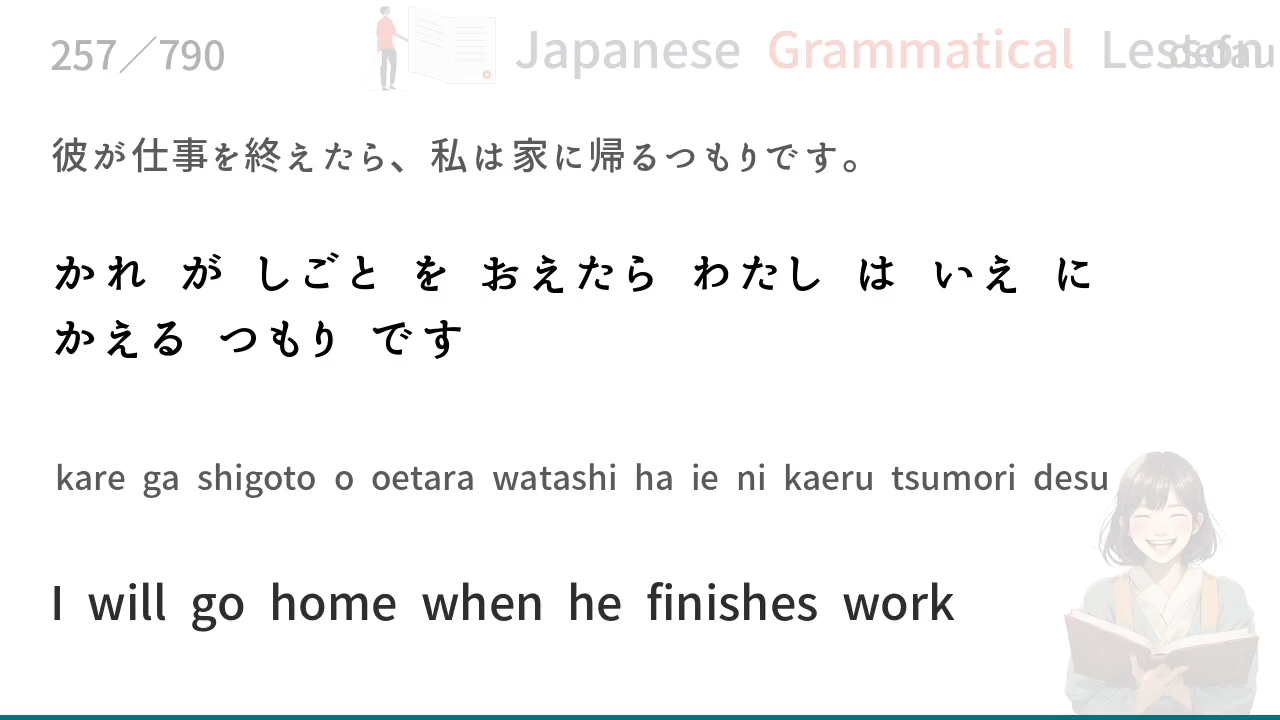 257／790
Japanese Grammatical Lesson
彼が仕事を終えたら、私は家に帰るつもりです。
かれ が しごと を おえたら わたし は いえ に
かえる つもり です
kare ga shigoto o oetara watashi ha ie ni kaeru tsumori desu
I will go home when he finishes work